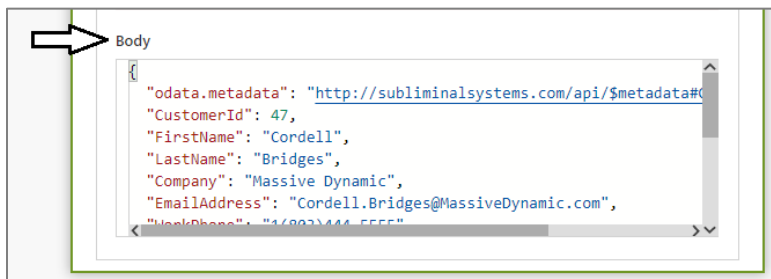 Body
{
"odata.metadata": "http://subliminalsystems.com/api/$metadata#
"CustomerId": 47,
"FirstName": "Cordell",
"LastName": "Bridges",
"Company": "Massive Dynamic",
"EmailAddress": "Cordell.Bridges@MassiveDynamic.com",
"WorkPhone":